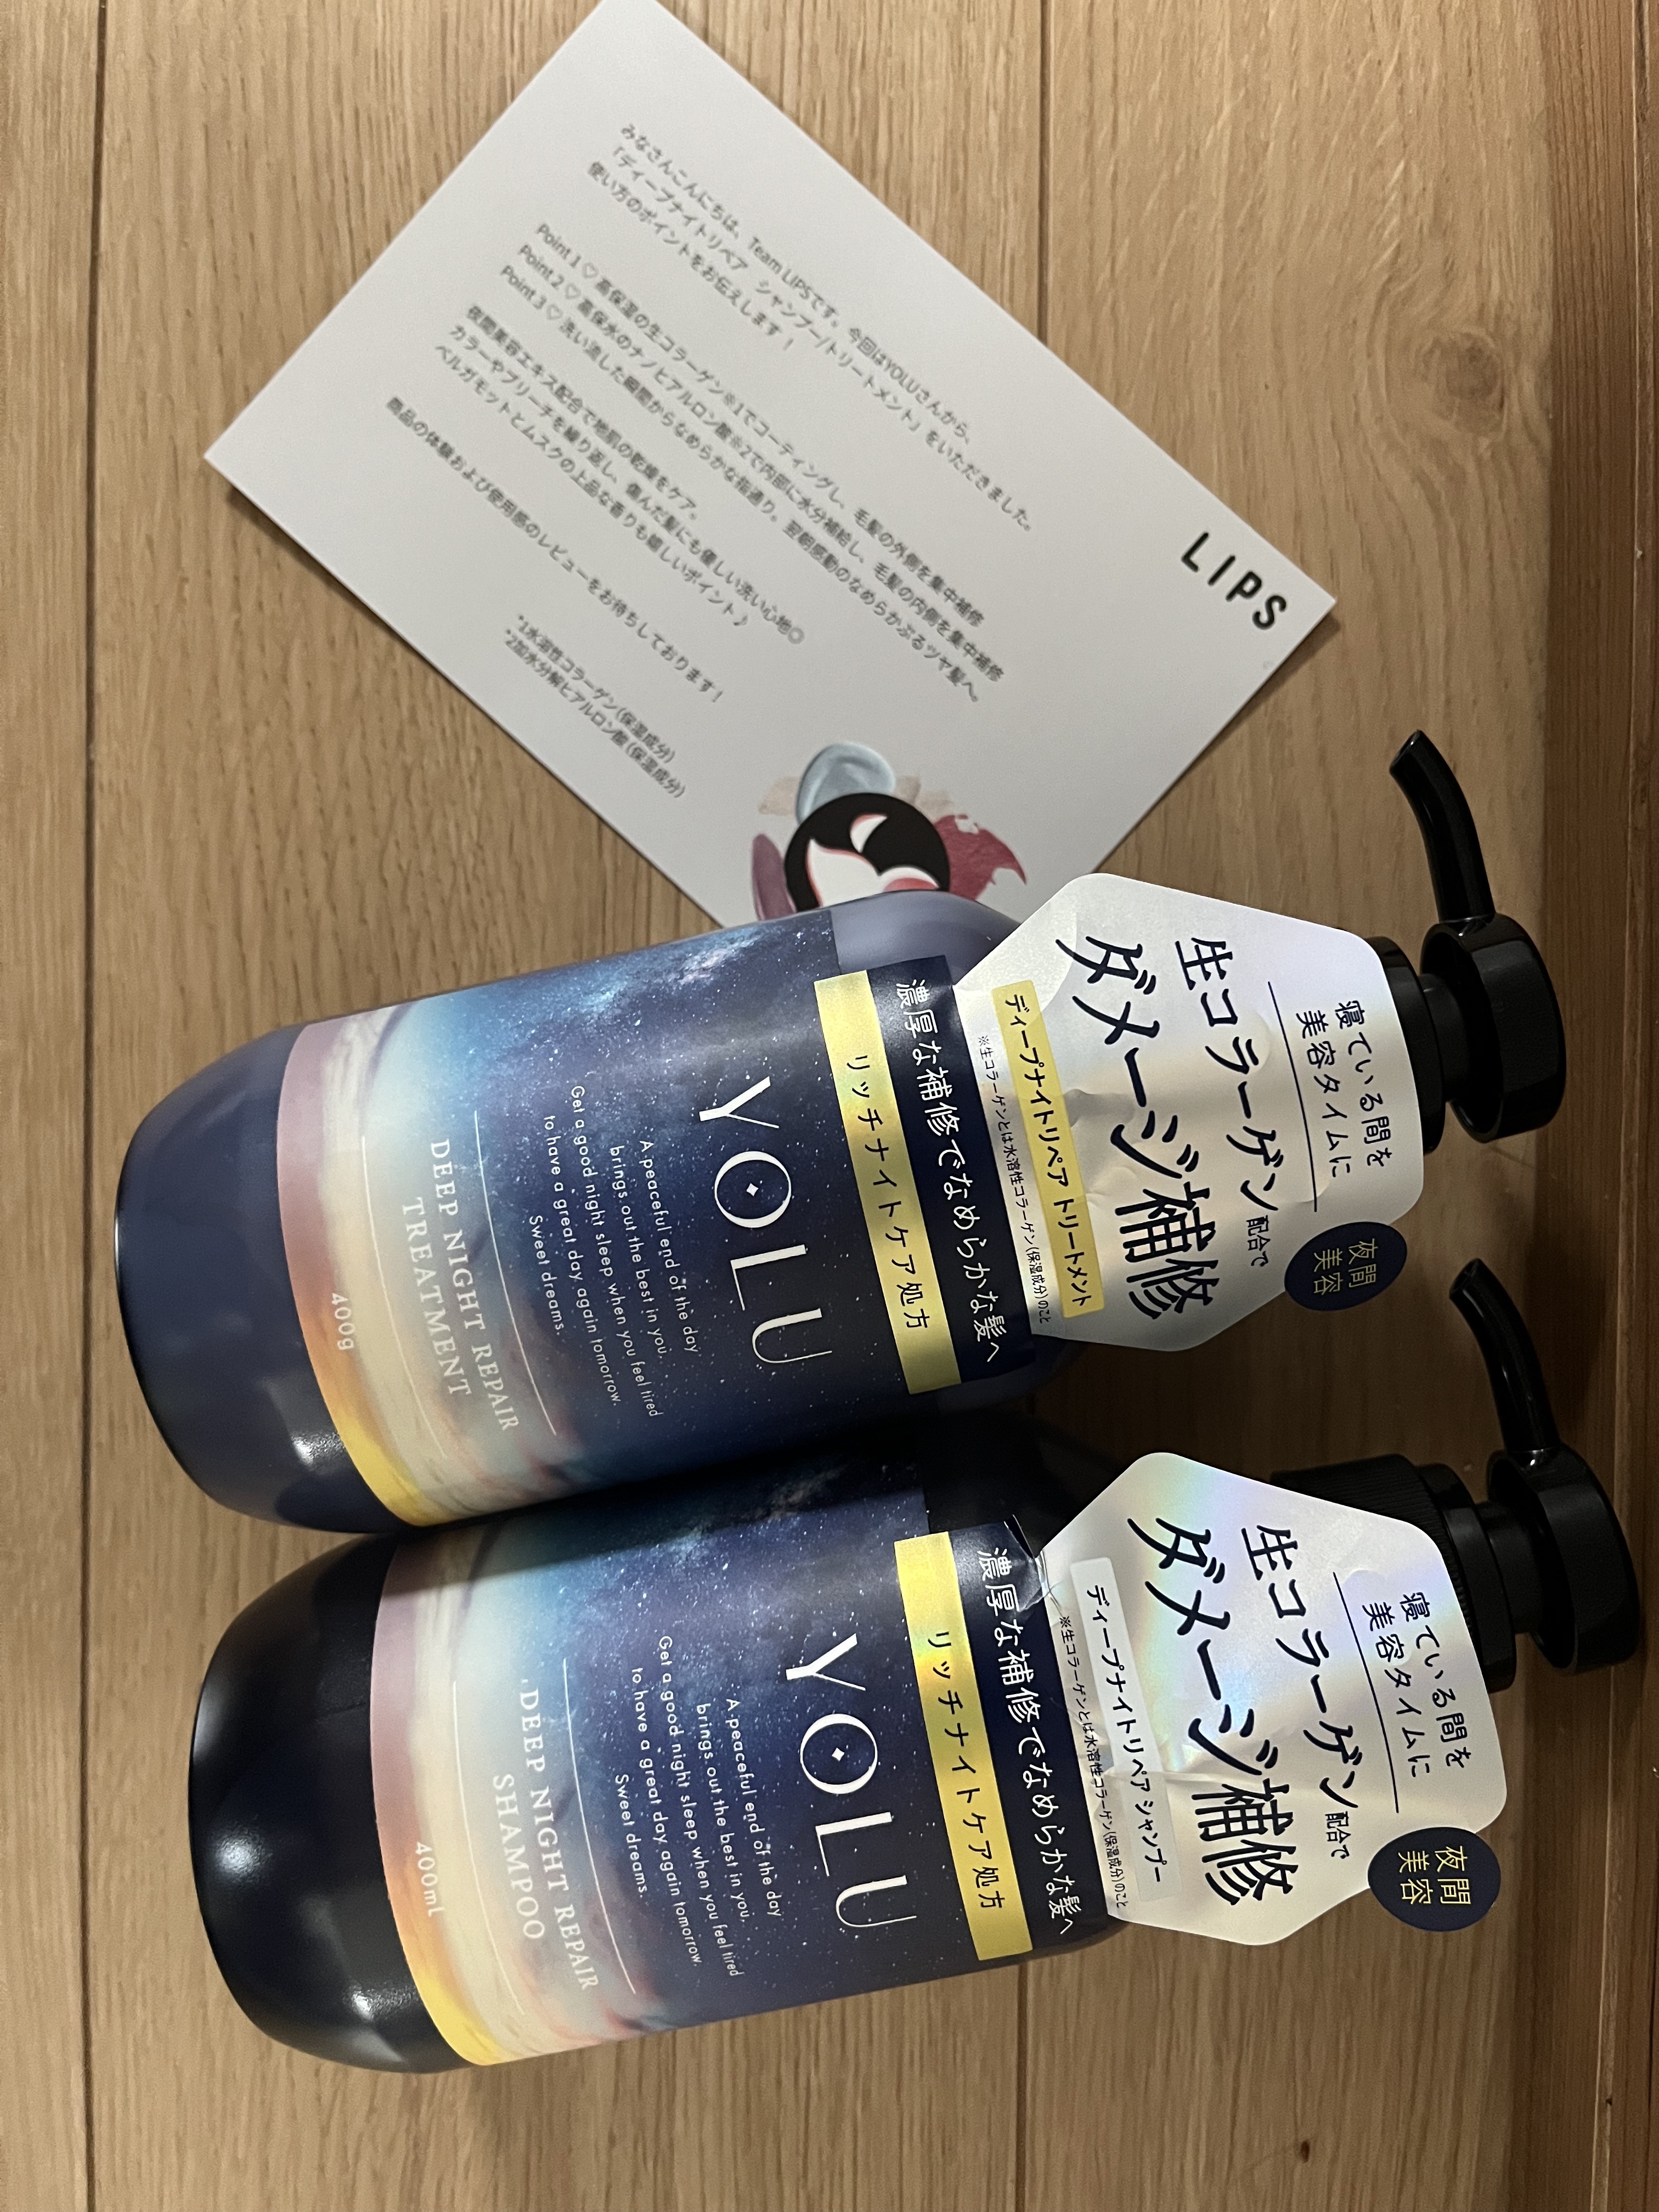 LIPS
みなさんこんにちは、Team LIPSです。今回はYOLUさんから、
「ディープナイトリペア シャンプー/トリートメント」をいただきました。
使い方のポイントをお伝えします！
Point 1 ♡ 高保湿の生コラーゲン※1でコーティングし、毛髪の外側を集中補修
Point 2 ♡ 高保水のナノヒアルロン酸※2で内部に水分補給し、毛髪の内側を集中補修
Point 3 ♡ 洗い流した瞬間からなめらかな指通り。翌朝感動のなめらかぷるツヤ髪へ。
夜間美容エキス配合で地肌の乾燥をケア。
カラーやブリーチを繰り返し、傷んだ髪にも優しい洗い心地◎
ベルガモットとムスクの上品な香りも嬉しいポイント♪
商品の体験および使用感のレビューをお待ちしております！
*1水溶性コラーゲン(保湿成分)
*2加水分解ヒアルロン酸(保湿成分)
寝ている間を
美容タイムに
夜間
美容
生コラーゲン配合で
ダメージ補修
ディープナイトリペア トリートメント
※生コラーゲンとは水溶性コラーゲン(保湿成分)のこと
濃厚な補修でなめらかな髪へ
リッチナイトケア処方
YOLU
A peaceful end of the day
brings out the best in you.
Get a good night sleep when you feel tired
to have a great day again tomorrow.
Sweet dreams.
DEEP NIGHT REPAIR
TREATMENT
400g
寝ている間を
美容タイムに
夜間
美容
生コラーゲン配合で
ダメージ補修
ディープナイトリペア シャンプー
※生コラーゲンとは水溶性コラーゲン(保湿成分)のこと
濃厚な補修でなめらかな髪へ
リッチナイトケア処方
YOLU
A peaceful end of the day
brings out the best in you.
Get a good night sleep when you feel tired
to have a great day again tomorrow.
Sweet dreams.
DEEP NIGHT REPAIR
SHAMPOO
400ml